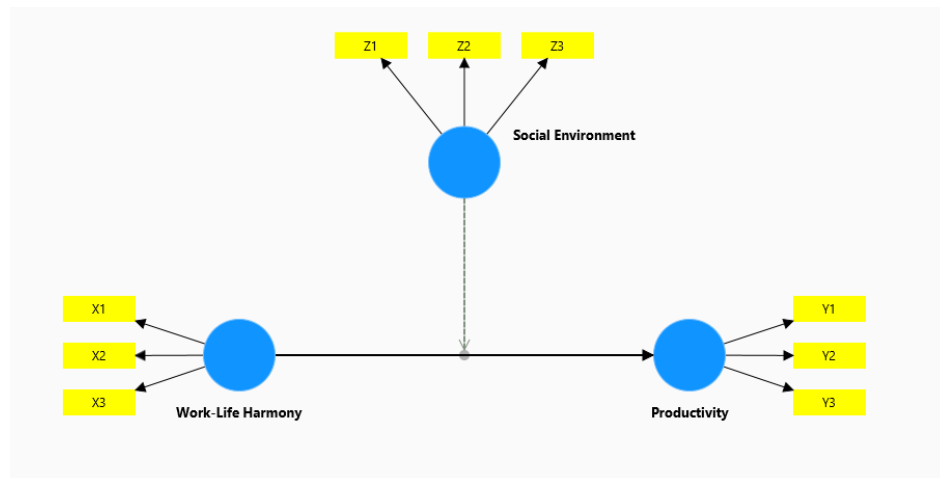 Z1 Z2 Z3
Social Environment
X1
Y1
X2
Y2
X3
Y3
Work-Life Harmony
Productivity